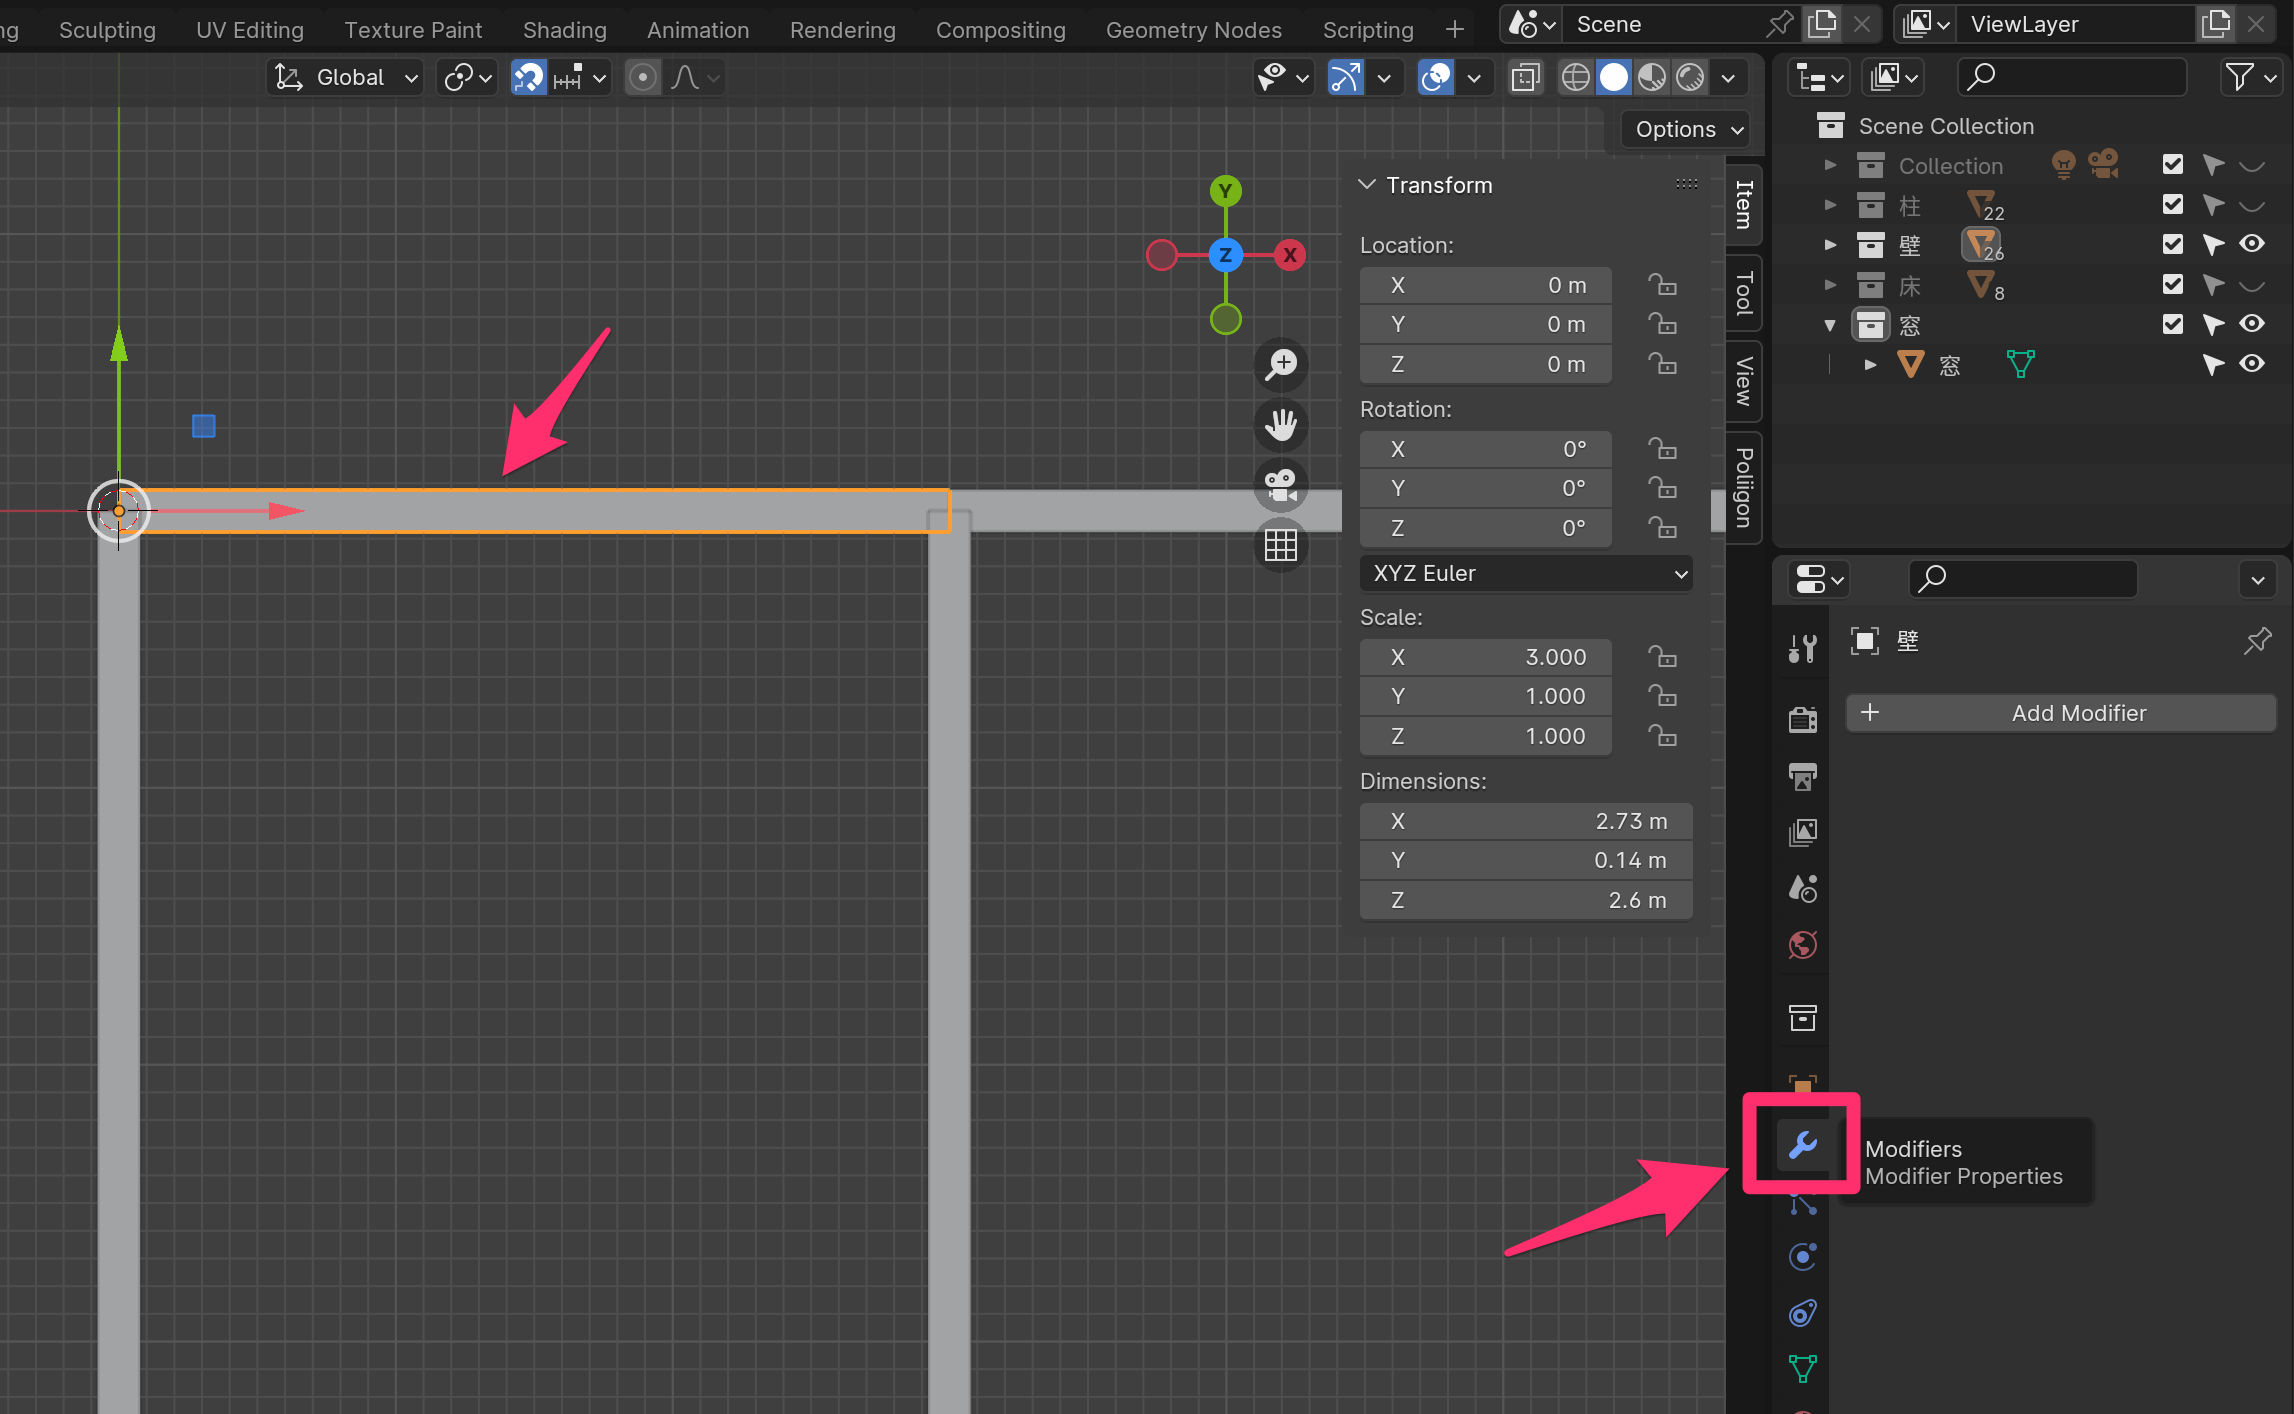 ng Sculpting UV Editing Texture Paint Shading Animation Rendering Compositing Geometry Nodes Scripting + Scene ViewLayer
Global
Options
Scene Collection
Collection
柱 22
壁 26
床 8
窓
窓
Y
Z X
Transform
Location:
X 0 m
Y 0 m
Z 0 m
Rotation:
X 0°
Y 0°
Z 0°
XYZ Euler
Scale:
X 3.000
Y 1.000
Z 1.000
Dimensions:
X 2.73 m
Y 0.14 m
Z 2.6 m
Item
Tool
View
Poliigon
壁
+ Add Modifier
Modifiers
Modifier Properties